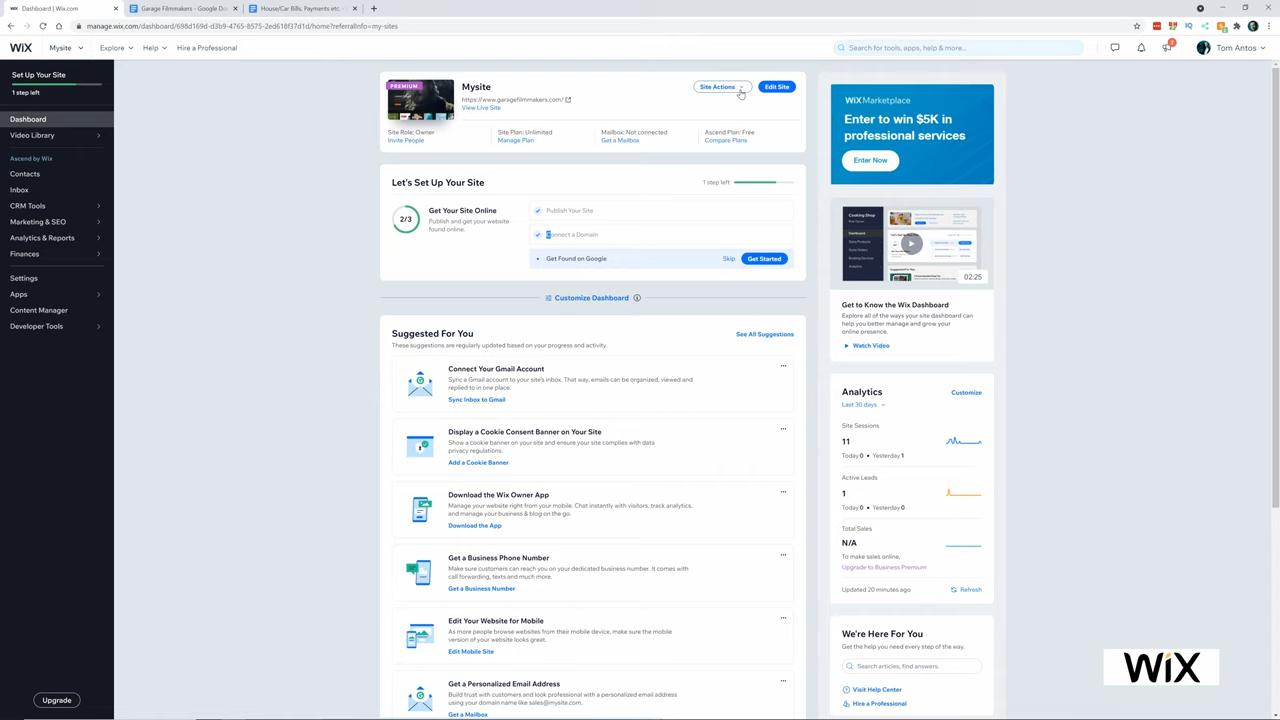 Dashboard | Wix.com
Garage Filmmakers - Google Do
House/Car Bills, Payments etc. -
manage.wix.com/dashboard/698d169d-d3b9-4765-8575-2ed618f37d1d/home?referralInfo=my-sites
WiX
Mysite
Explore
Help
Hire a Professional
Search for tools, apps, help & more...
Tom Antos
Set Up Your Site
1 step left
Dashboard
Video Library
Ascend by Wix
Contacts
Inbox
CRM Tools
Marketing & SEO
Analytics & Reports
Finances
Settings
Apps
Content Manager
Developer Tools
Upgrade
PREMIUM
Mysite
https://www.garagefilmmakers.com/
View Live Site
Site Actions
Edit Site
Site Role: Owner
Invite People
Site Plan: Unlimited
Manage Plan
Mailbox: Not connected
Get a Mailbox
Ascend Plan: Free
Compare Plans
Let's Set Up Your Site
1 step left
2/3
Get Your Site Online
Publish and get your website
found online.
Publish Your Site
Connect a Domain
Get Found on Google
Skip
Get Started
Customize Dashboard
Suggested For You
See All Suggestions
These suggestions are regularly updated based on your progress and activity.
Connect Your Gmail Account
Sync a Gmail account to your site's inbox. That way, emails can be organized, viewed and
replied to in one place.
Sync Inbox to Gmail
Display a Cookie Consent Banner on Your Site
Show a cookie banner on your site and ensure your site complies with data
privacy regulations.
Add a Cookie Banner
Download the Wix Owner App
Manage your website right from your mobile. Chat instantly with visitors, track analytics,
and manage your business & blog on the go.
Download the App
Get a Business Phone Number
Make sure customers can reach you on your dedicated business number. It comes with
call forwarding, texts and much more.
Get a Business Number
Edit Your Website for Mobile
As more people browse websites from their mobile device, make sure the mobile
version of your website looks great.
Edit Mobile Site
Get a Personalized Email Address
Build trust with customers and look professional with a personalized email address
using your domain name like sales@mysite.com.
Get a Mailbox
WiX Marketplace
Enter to win $5K in
professional services
Enter Now
Cooking Shop
Dashboard
02:25
Get to Know the Wix Dashboard
Explore all of the ways your site dashboard can
help you better manage and grow your
online presence.
Watch Video
Analytics
Customize
Last 30 days
Site Sessions
11
Today 0 • Yesterday 1
Active Leads
1
Today 0 • Yesterday 0
Total Sales
N/A
To make sales online,
Upgrade to Business Premium
Updated 20 minutes ago
Refresh
We're Here For You
Get the help you need every step of the way.
Search articles, find answers.
Visit Help Center
Hire a Professional
WiX